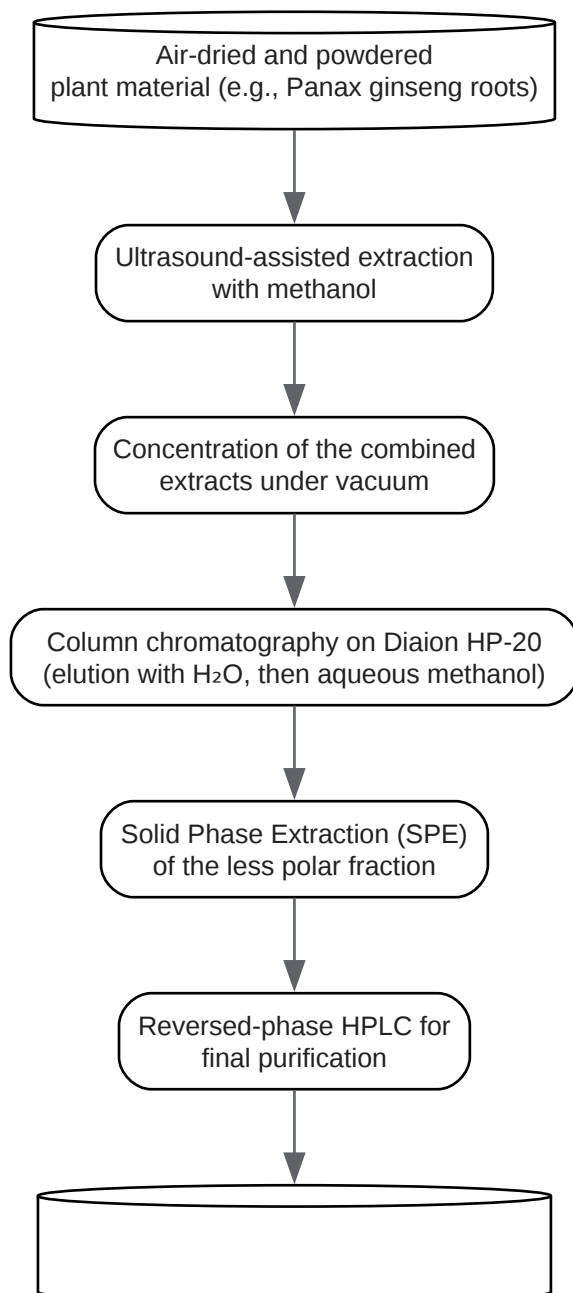 Air-dried and powdered
plant material (e.g., Panax ginseng roots)
Ultrasound-assisted extraction
with methanol
Concentration of the combined
extracts under vacuum
Column chromatography on Diaion HP-20
(elution with H₂O, then aqueous methanol)
Solid Phase Extraction (SPE)
of the less polar fraction
Reversed-phase HPLC for
final purification